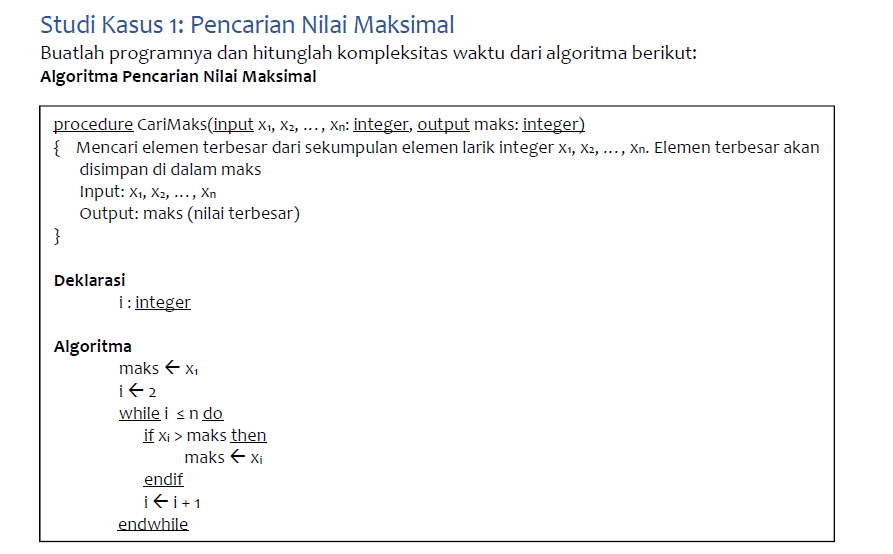 Studi Kasus 1: Pencarian Nilai Maksimal
Buatlah programnya dan hitunglah kompleksitas waktu dari algoritma berikut:
Algoritma Pencarian Nilai Maksimal
procedure CariMaks(input x₁, x₂, ..., xₙ: integer, output maks: integer)
{ Mencari elemen terbesar dari sekumpulan elemen larik integer x₁, x₂, ..., xₙ. Elemen terbesar akan
disimpan di dalam maks
Input: x₁, x₂, ..., xₙ
Output: maks (nilai terbesar)
}
Deklarasi
i : integer
Algoritma
maks ← x₁
i ← 2
while i ≤ n do
if xᵢ > maks then
maks ← xᵢ
endif
i ← i + 1
endwhile